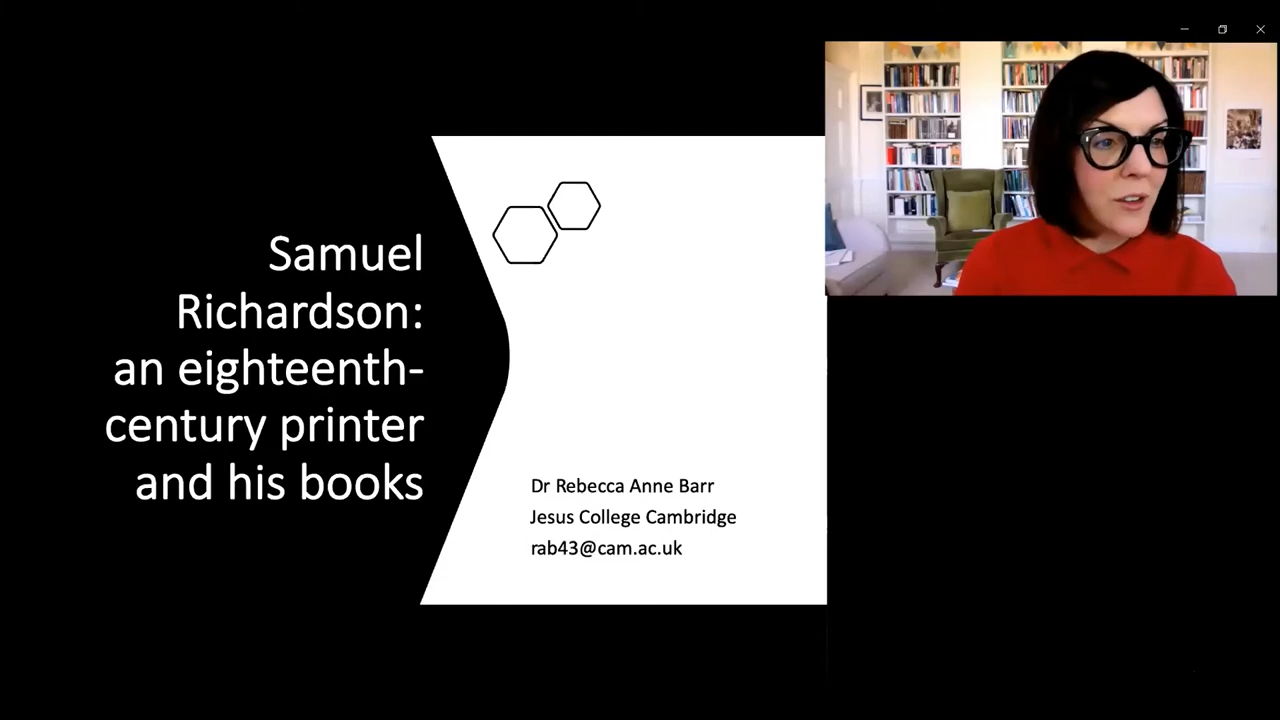 Samuel
Richardson:
an eighteenth-
century printer
and his books
Dr Rebecca Anne Barr
Jesus College Cambridge
rab43@cam.ac.uk